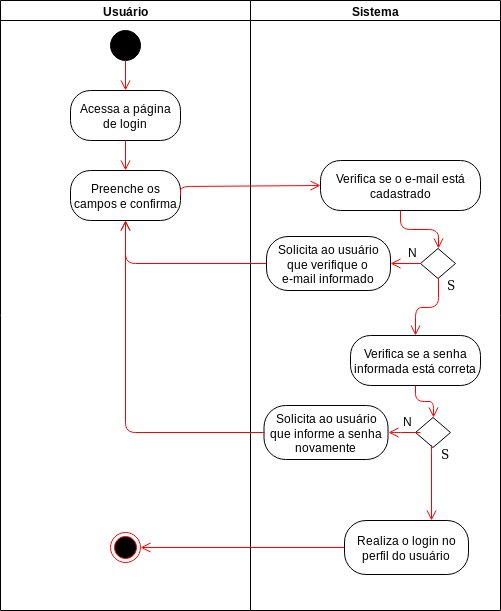 Usuário
Sistema
Acessa a página
de login
Preenche os
campos e confirma
Verifica se o e-mail está
cadastrado
Solicita ao usuário
que verifique o
e-mail informado
N
S
Verifica se a senha
informada está correta
Solicita ao usuário
que informe a senha
novamente
N
S
Realiza o login no
perfil do usuário